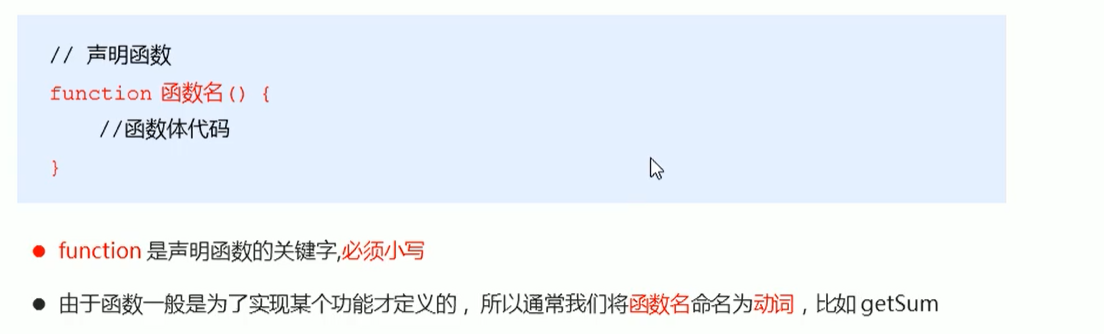 // 声明函数
function 函数名() {
//函数体代码
}
function 是声明函数的关键字,必须小写
由于函数一般是为了实现某个功能才定义的，所以通常我们将函数名命名为动词，比如 getSum